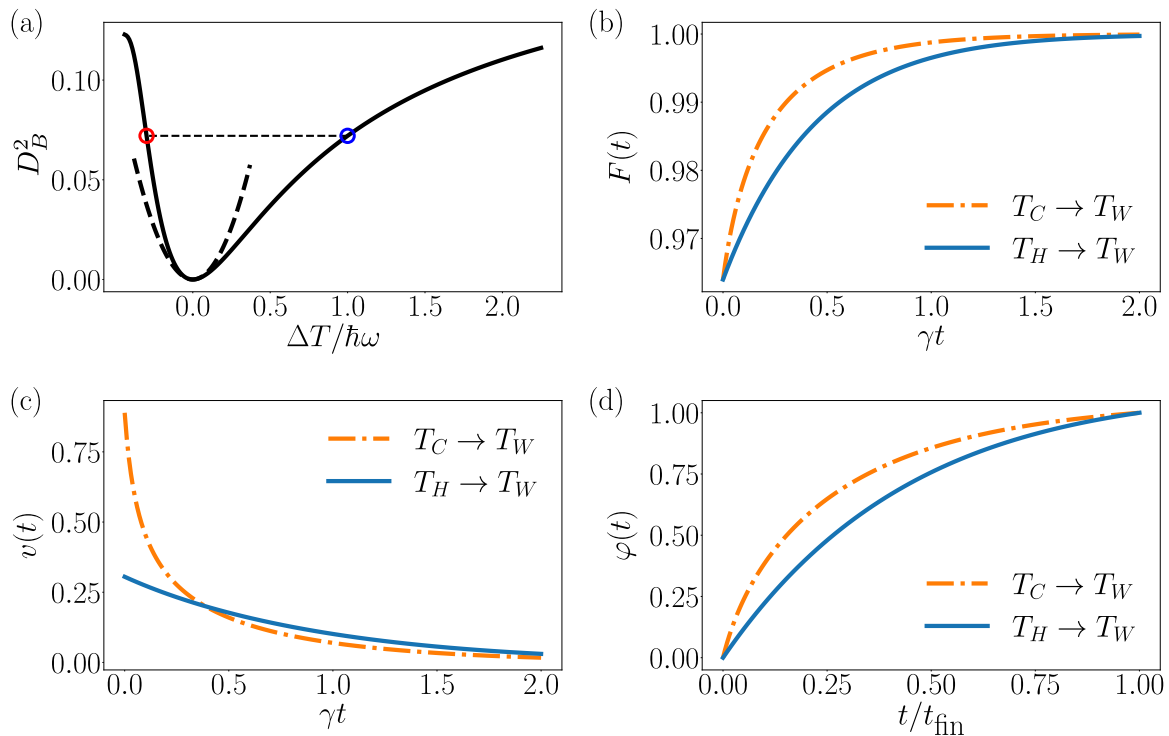 (a)
0.10
0.05
0.00
D_B^2
0.0 0.5 1.0 1.5 2.0
ΔT/ħω
(b)
1.00
0.99
0.98
0.97
F(t)
T_C → T_W
T_H → T_W
0.0 0.5 1.0 1.5 2.0
γt
(c)
0.75
0.50
0.25
0.00
v(t)
T_C → T_W
T_H → T_W
0.0 0.5 1.0 1.5 2.0
γt
(d)
1.00
0.75
0.50
0.25
0.00
φ(t)
T_C → T_W
T_H → T_W
0.00 0.25 0.50 0.75 1.00
t/t_fin